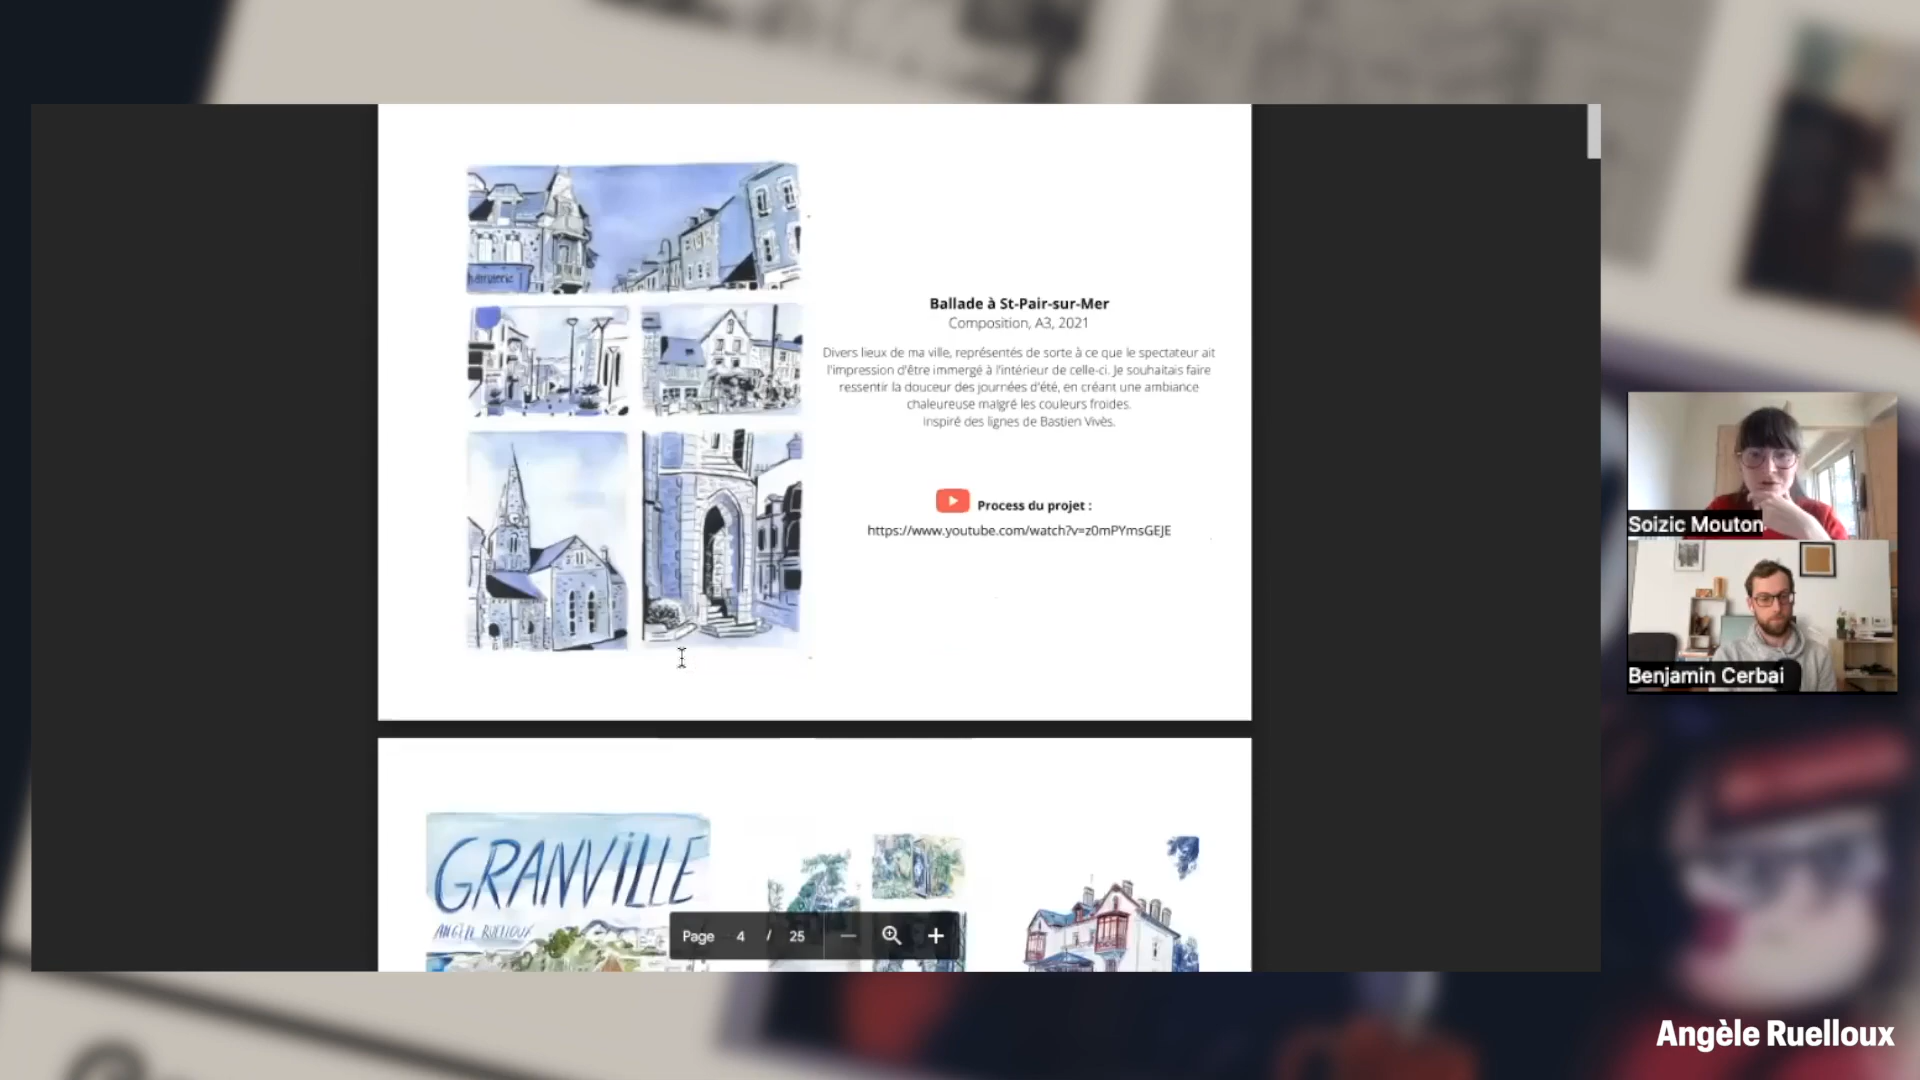 Ballade à St-Pair-sur-Mer
Composition, A3, 2021
Divers lieux de ma ville, représentés de sorte à ce que le spectateur ait
l'impression d'être immergé à l'intérieur de celle-ci. Je souhaitais faire
ressentir la douceur des journées d'été, en créant une ambiance
chaleureuse malgré les couleurs froides.
Inspiré des lignes de Bastien Vivès.
Process du projet :
https://www.youtube.com/watch?v=z0mPYmsGEJE
GRANVILLE
ANGÈLE RUELLOUX
Page 4 / 25
Soizic Mouton
Benjamin Cerbai
Angèle Ruelloux